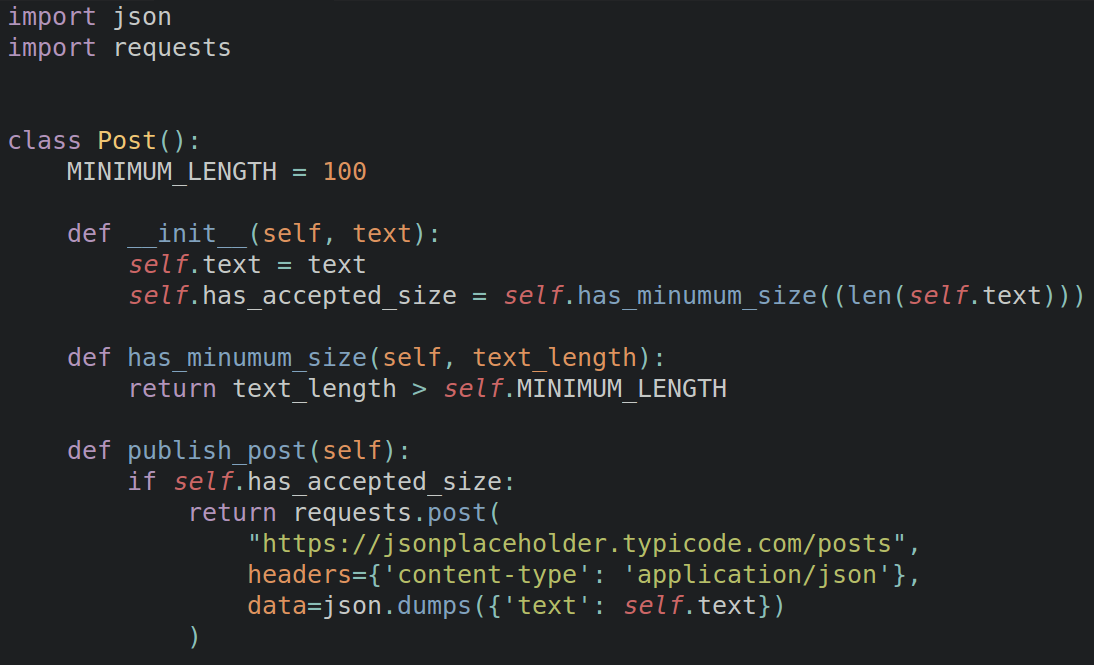 import json
import requests
class Post():
    MINIMUM_LENGTH = 100
    def __init__(self, text):
        self.text = text
        self.has_accepted_size = self.has_minumum_size((len(self.text)))
    def has_minumum_size(self, text_length):
        return text_length > self.MINIMUM_LENGTH
    def publish_post(self):
        if self.has_accepted_size:
            return requests.post(
                "https://jsonplaceholder.typicode.com/posts",
                headers={'content-type': 'application/json'},
                data=json.dumps({'text': self.text})
            )